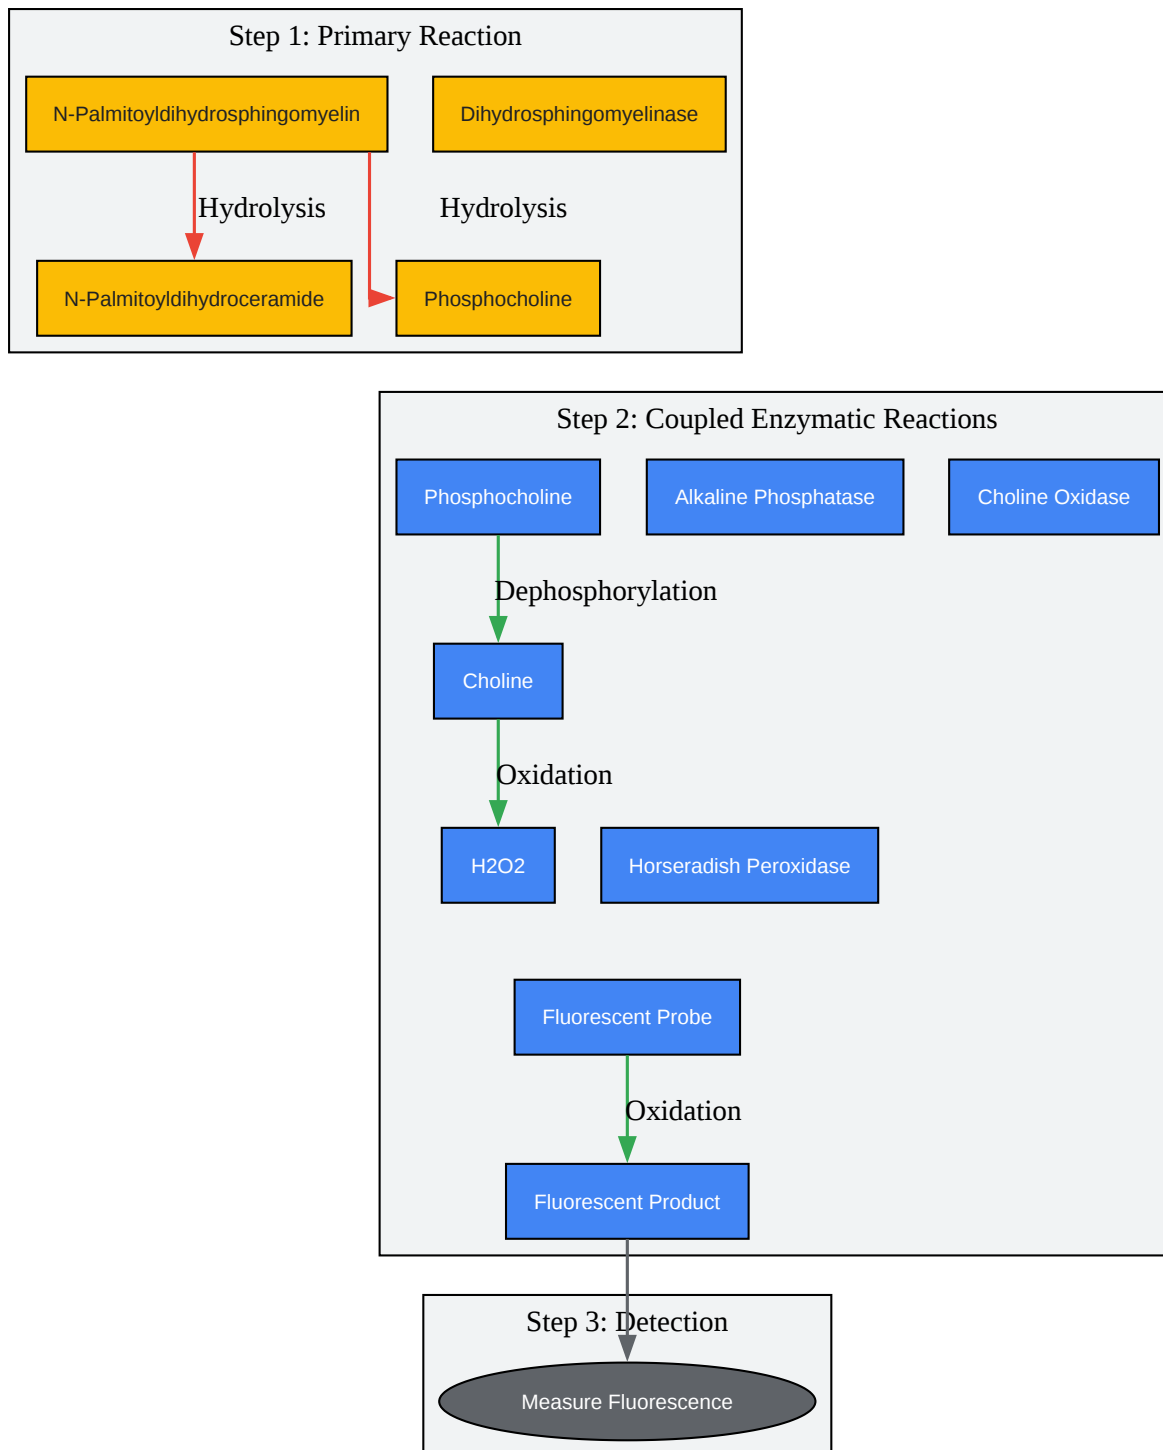 Step 1: Primary Reaction
N-Palmitoyldihydrosphingomyelin
Dihydrosphingomyelinase
Hydrolysis
Hydrolysis
N-Palmitoyldihydroceramide
Phosphocholine
Step 2: Coupled Enzymatic Reactions
Phosphocholine
Alkaline Phosphatase
Choline Oxidase
Dephosphorylation
Choline
Oxidation
H2O2
Horseradish Peroxidase
Fluorescent Probe
Oxidation
Fluorescent Product
Step 3: Detection
Measure Fluorescence